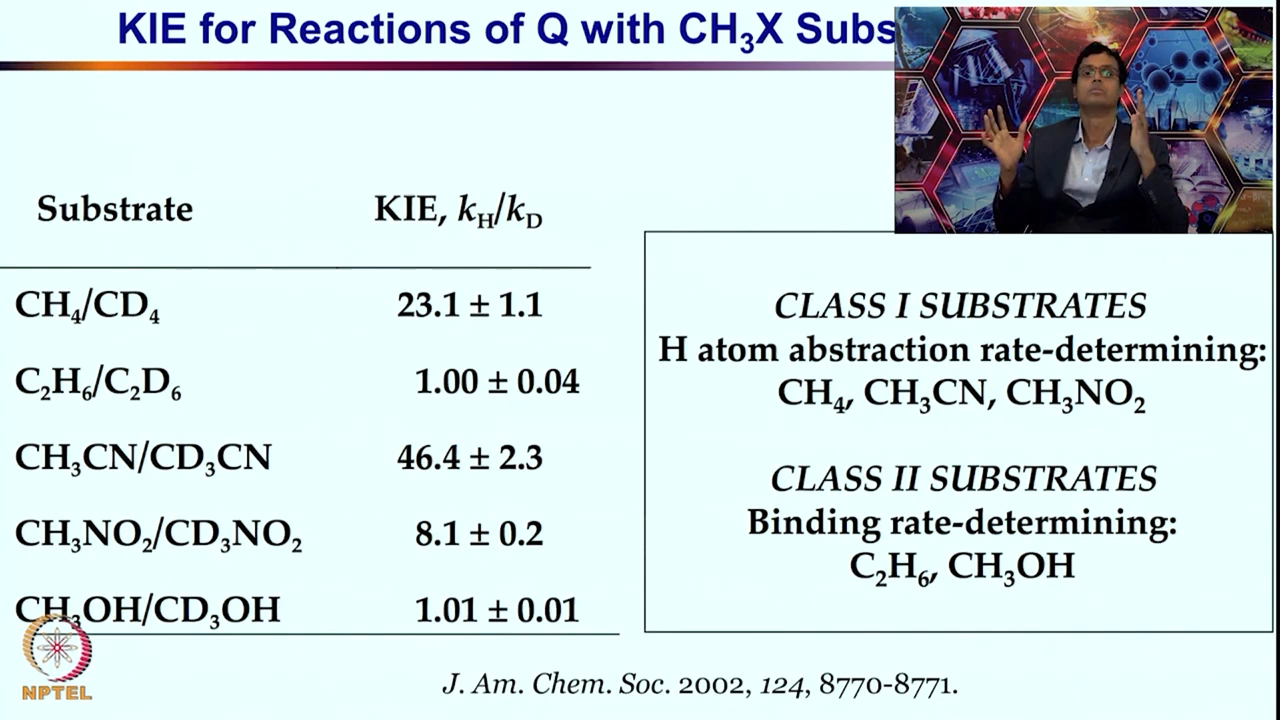 KIE for Reactions of Q with CH₃X Subs
Substrate KIE, kH/kD
CH₄/CD₄ 23.1 ± 1.1
C₂H₆/C₂D₆ 1.00 ± 0.04
CH₃CN/CD₃CN 46.4 ± 2.3
CH₃NO₂/CD₃NO₂ 8.1 ± 0.2
CH₃OH/CD₃OH 1.01 ± 0.01
CLASS I SUBSTRATES
H atom abstraction rate-determining:
CH₄, CH₃CN, CH₃NO₂
CLASS II SUBSTRATES
Binding rate-determining:
C₂H₆, CH₃OH
NPTEL
J. Am. Chem. Soc. 2002, 124, 8770-8771.